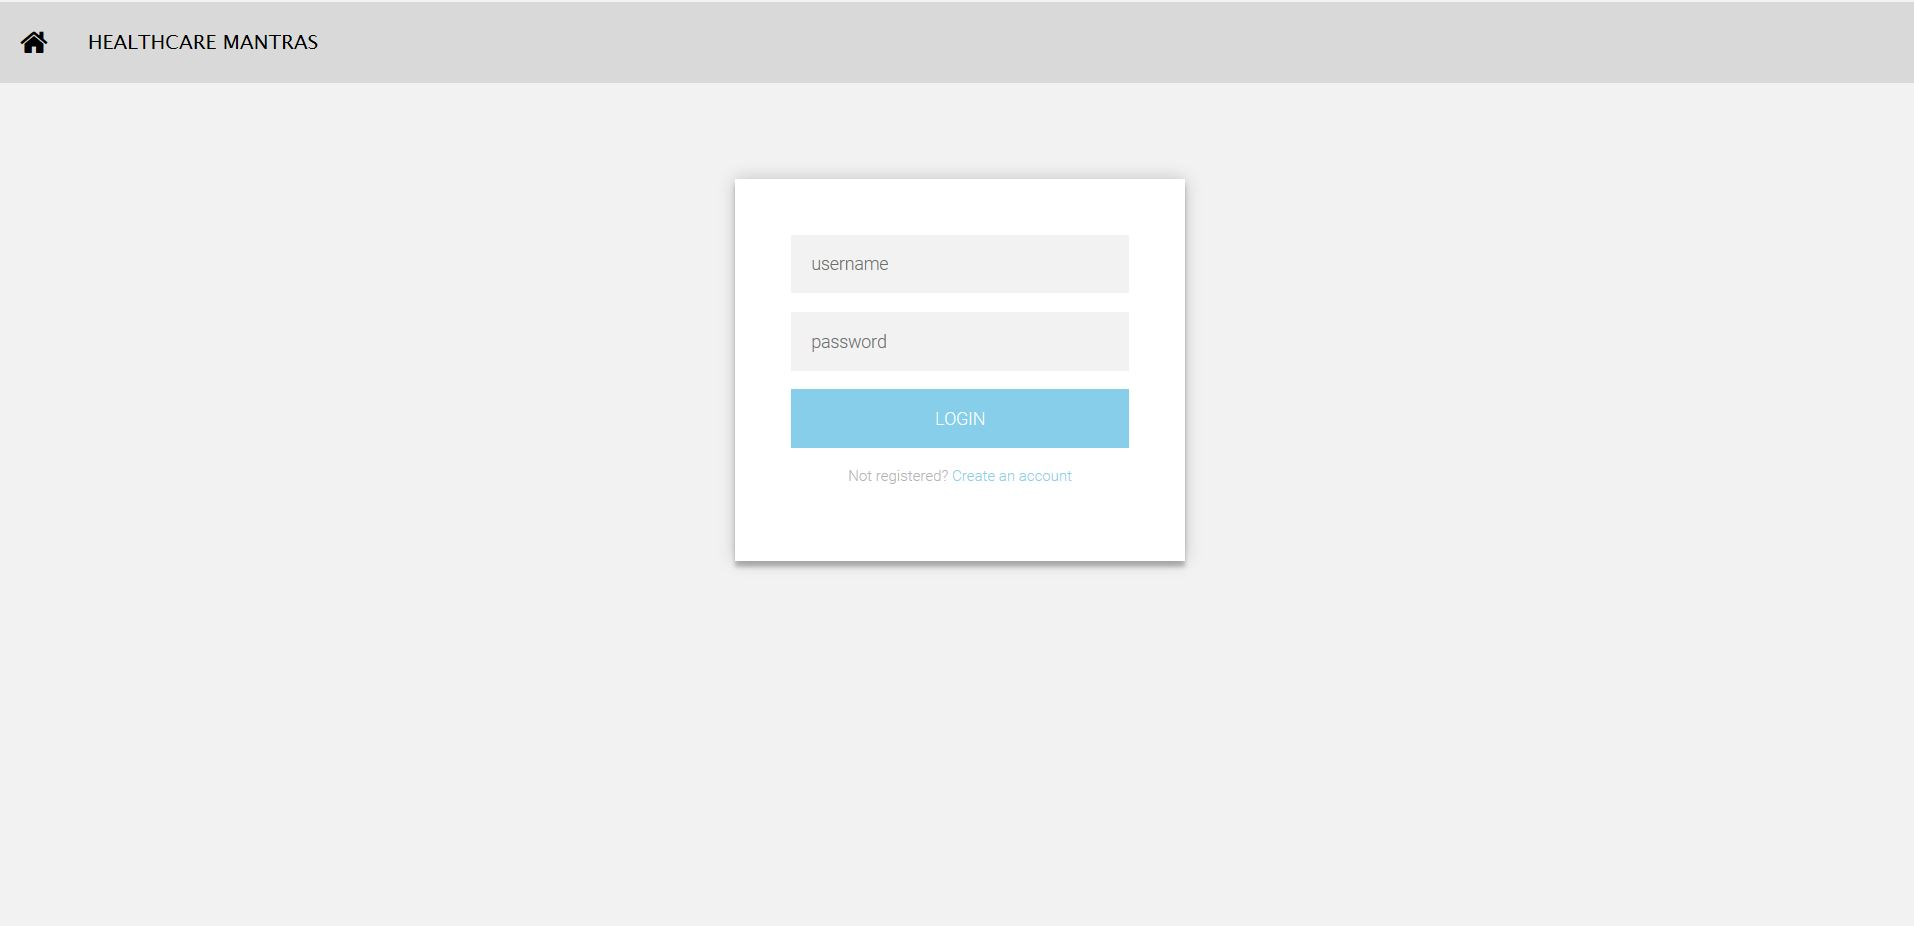 HEALTHCARE MANTRAS
username
password
LOGIN
Not registered? Create an account